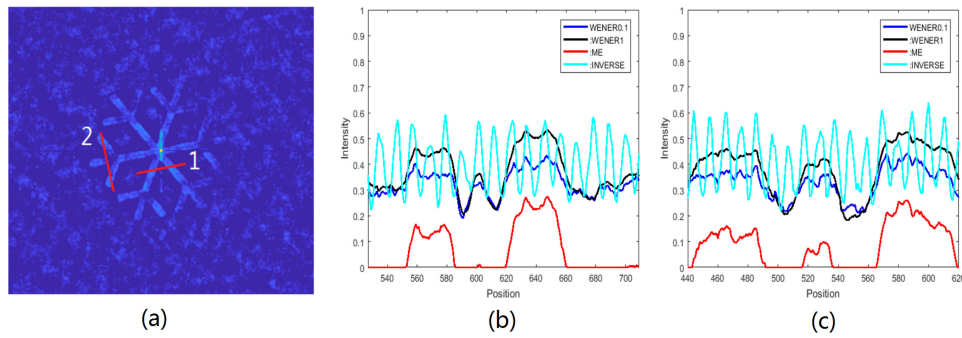 2
1
(a)
1
0.9
0.8
0.7
0.6
0.5
0.4
0.3
0.2
0.1
0
Intensity
540 560 580 600 620 640 660 680 700
Position
WENER0.1
:WENER1
:ME
:INVERSE
(b)
1
0.9
0.8
0.7
0.6
0.5
0.4
0.3
0.2
0.1
0
Intensity
440 460 480 500 520 540 560 580 600 620
Position
WENER0.1
:WENER1
:ME
:INVERSE
(c)